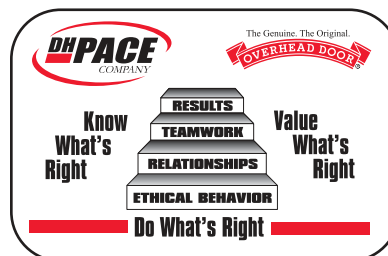 DH PACE
COMPANY
The Genuine. The Original.
OVERHEAD DOOR
Know
What's
Right
RESULTS
TEAMWORK
RELATIONSHIPS
ETHICAL BEHAVIOR
Value
What's
Right
Do What's Right